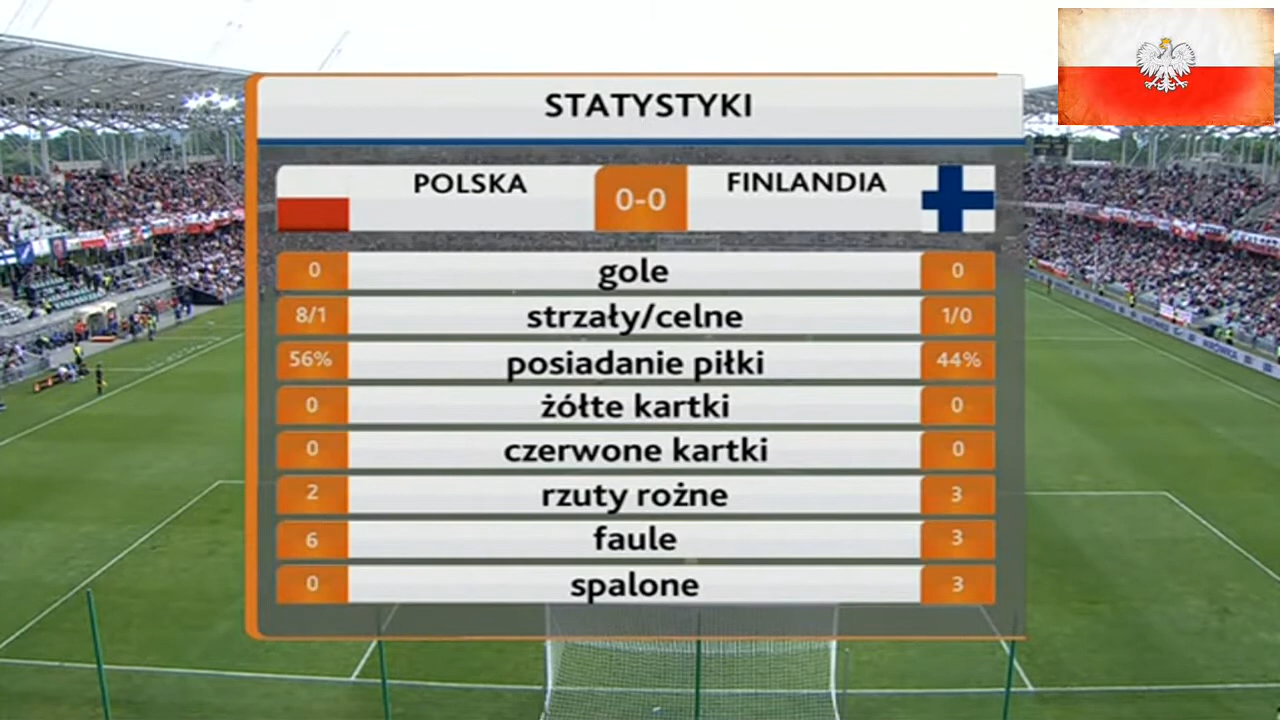 STATYSTYKI
POLSKA 0-0 FINLANDIA
0 gole 0
8/1 strzały/celne 1/0
56% posiadanie piłki 44%
0 żółte kartki 0
0 czerwone kartki 0
2 rzuty rożne 3
6 faule 3
0 spalone 3